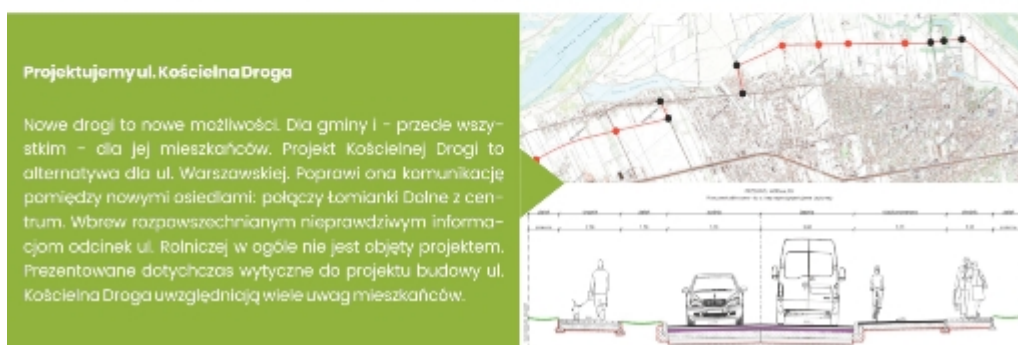 Projektujemy ul. Kościelna Droga
Nowe drogi to nowe możliwości. Dla gminy i - przede wszy-
stkim - dla jej mieszkańców. Projekt Kościelnej Drogi to
alternatywa dla ul. Warszawskiej. Poprawi ona komunikację
pomiędzy nowymi osiedlami: połączy Łomianki Dolne z cen-
trum. Wbrew rozpowszechnianym nieprawdziwym informa-
cjom odcinek ul. Rolniczej w ogóle nie jest objęty projektem.
Prezentowane dotychczas wytyczne do projektu budowy ul.
Kościelna Droga uwzględniają wiele uwag mieszkańców.